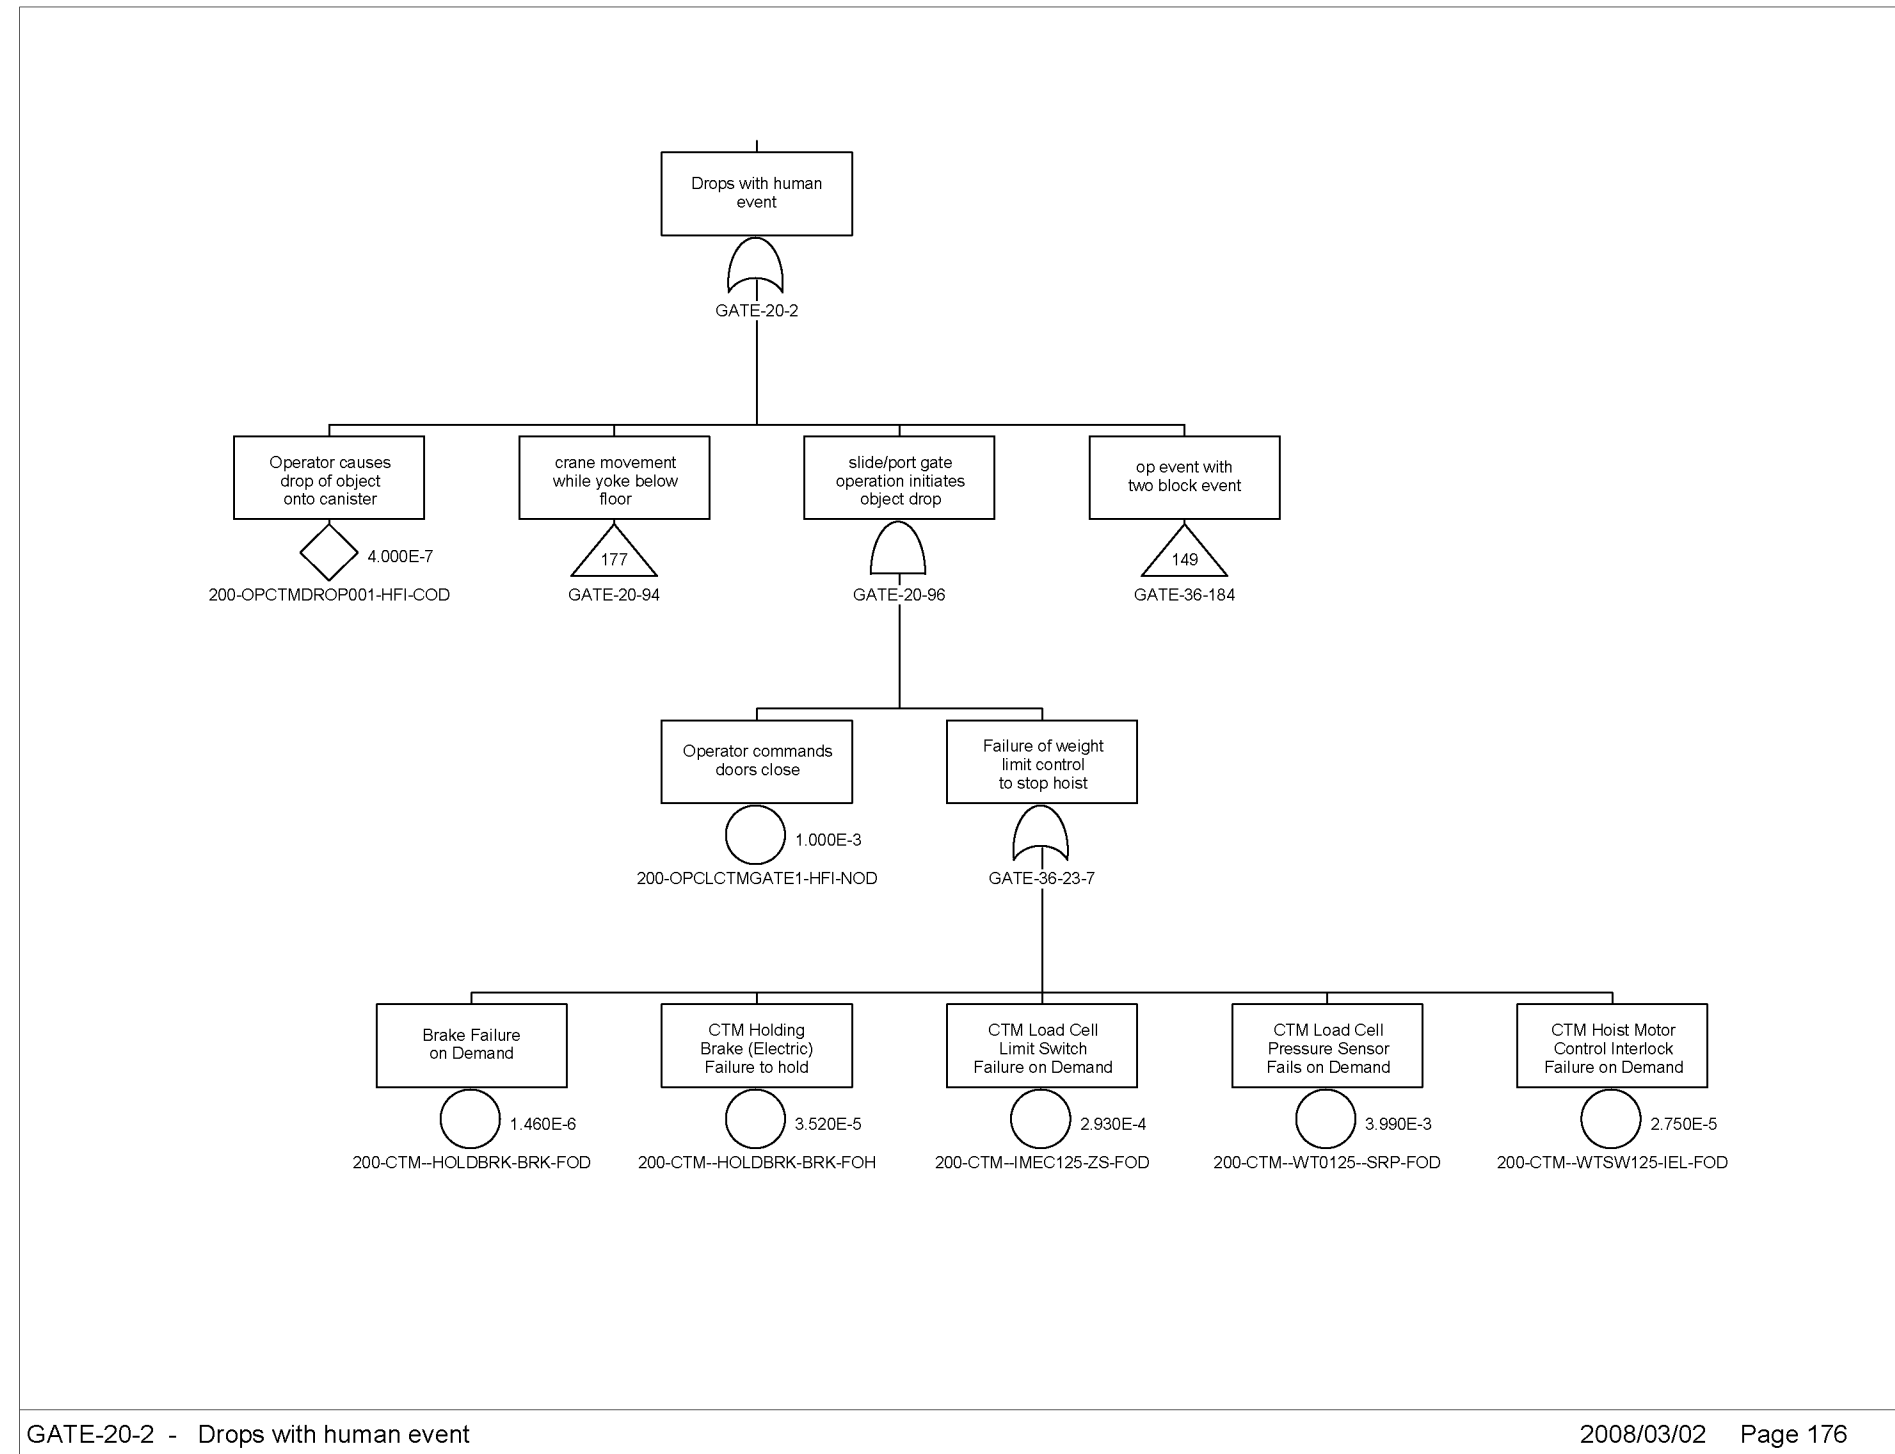 Drops with human
event
GATE-20-2
Operator causes
drop of object
onto canister
4.000E-7
200-OPCTMDROP001-HFI-COD
crane movement
while yoke below
floor
177
GATE-20-94
slide/port gate
operation initiates
object drop
GATE-20-96
op event with
two block event
149
GATE-36-184
Operator commands
doors close
1.000E-3
200-OPCLCTMGATE1-HFI-NOD
Failure of weight
limit control
to stop hoist
GATE-36-23-7
Brake Failure
on Demand
1.460E-6
200-CTM--HOLDBRK-BRK-FOD
CTM Holding
Brake (Electric)
Failure to hold
3.520E-5
200-CTM--HOLDBRK-BRK-FOH
CTM Load Cell
Limit Switch
Failure on Demand
2.930E-4
200-CTM--IMEC125-ZS-FOD
CTM Load Cell
Pressure Sensor
Fails on Demand
3.990E-3
200-CTM--WT0125--SRP-FOD
CTM Hoist Motor
Control Interlock
Failure on Demand
2.750E-5
200-CTM--WTSW125-IEL-FOD
GATE-20-2 - Drops with human event
2008/03/02 Page 176